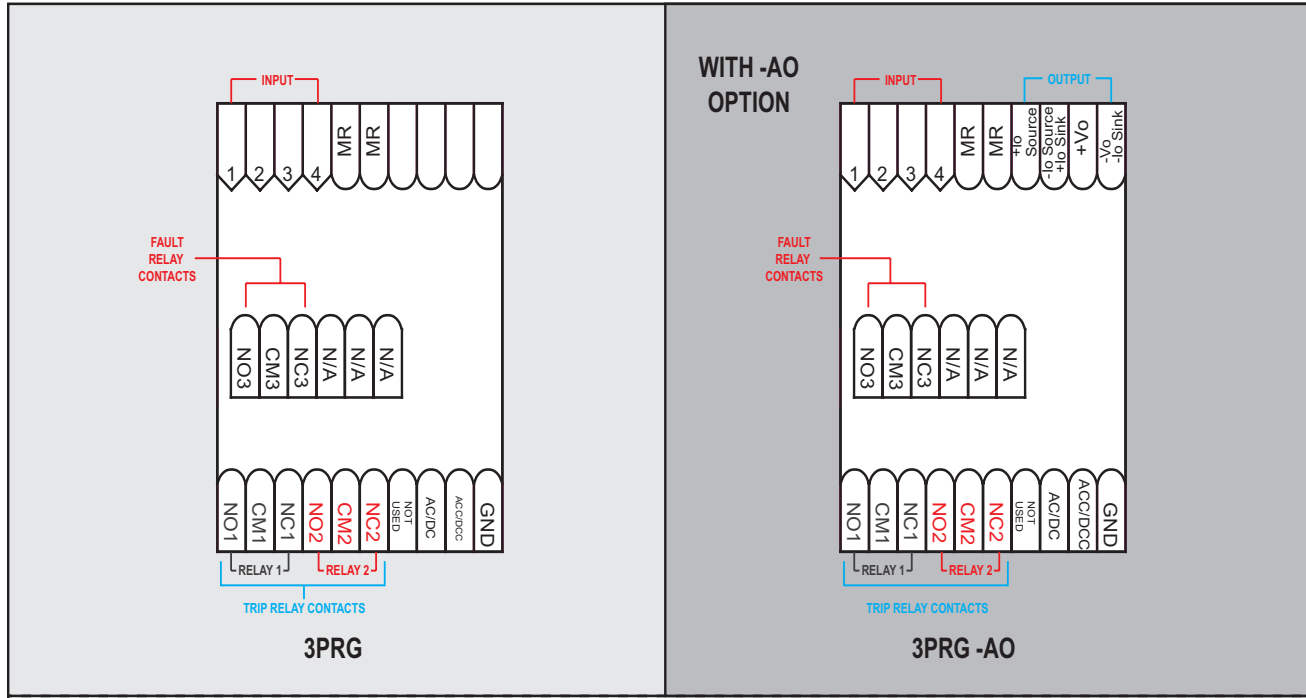 INPUT
1
2
3
4
MR
MR
FAULT
RELAY
CONTACTS
NO3
CM3
NC3
N/A
N/A
N/A
NO1
CM1
NC1
NO2
CM2
NC2
NOT
USED
AC/DC
ACC/DCC
GND
RELAY 1
RELAY 2
TRIP RELAY CONTACTS
3PRG
WITH -AO
OPTION
INPUT
OUTPUT
1
2
3
4
MR
MR
+Io
Source
-Io Source
+Io Sink
+Vo
-Vo
-Io Sink
FAULT
RELAY
CONTACTS
NO3
CM3
NC3
N/A
N/A
N/A
NO1
CM1
NC1
NO2
CM2
NC2
NOT
USED
AC/DC
ACC/DCC
GND
RELAY 1
RELAY 2
TRIP RELAY CONTACTS
3PRG -AO